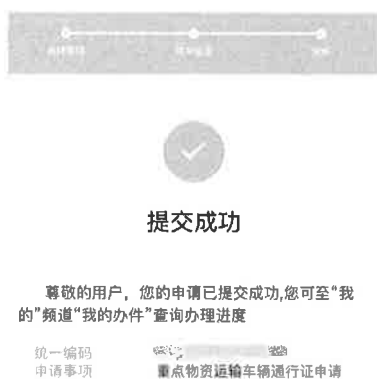 提交成功
尊敬的用户，您的申请已提交成功,您可至“我
的”频道“我的办件”查询办理进度
统一编码
申请事项 重点物资运输车辆通行证申请